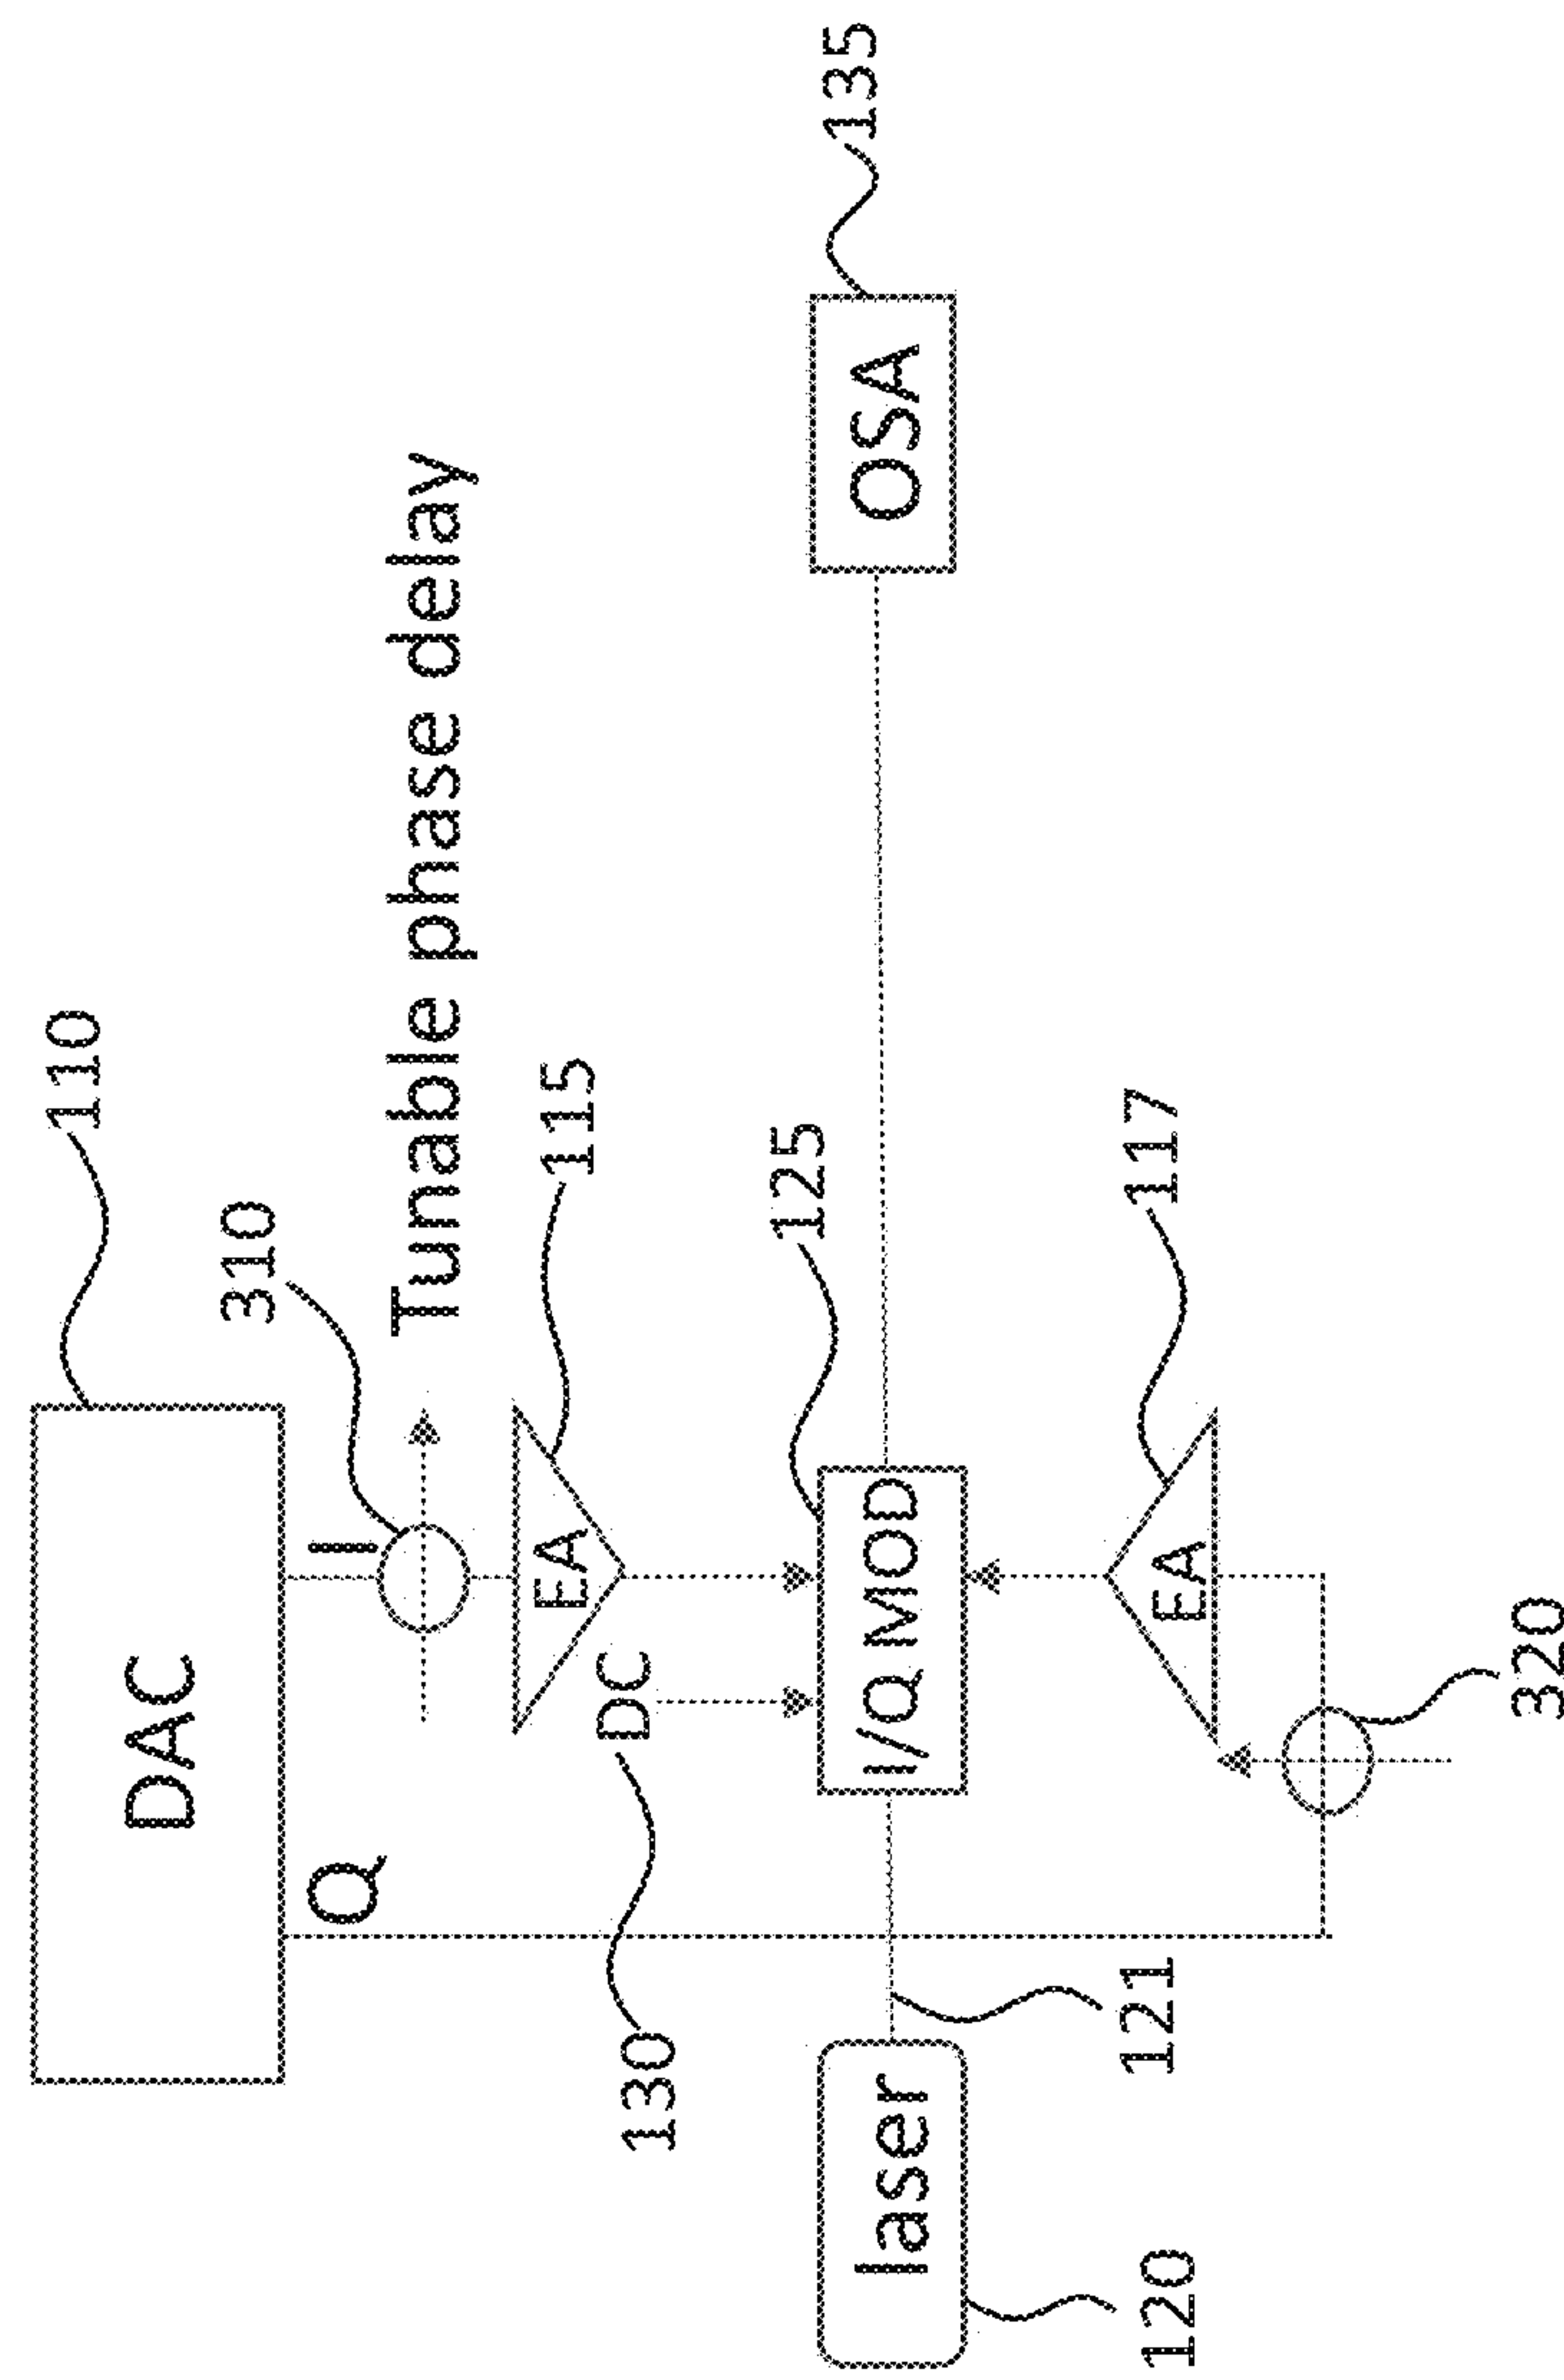 110
DAC
310
Q
I
Tunable phase delay
115
EA
130
DC
125
135
laser
I/Q MOD
OSA
120
121
117
EA
320